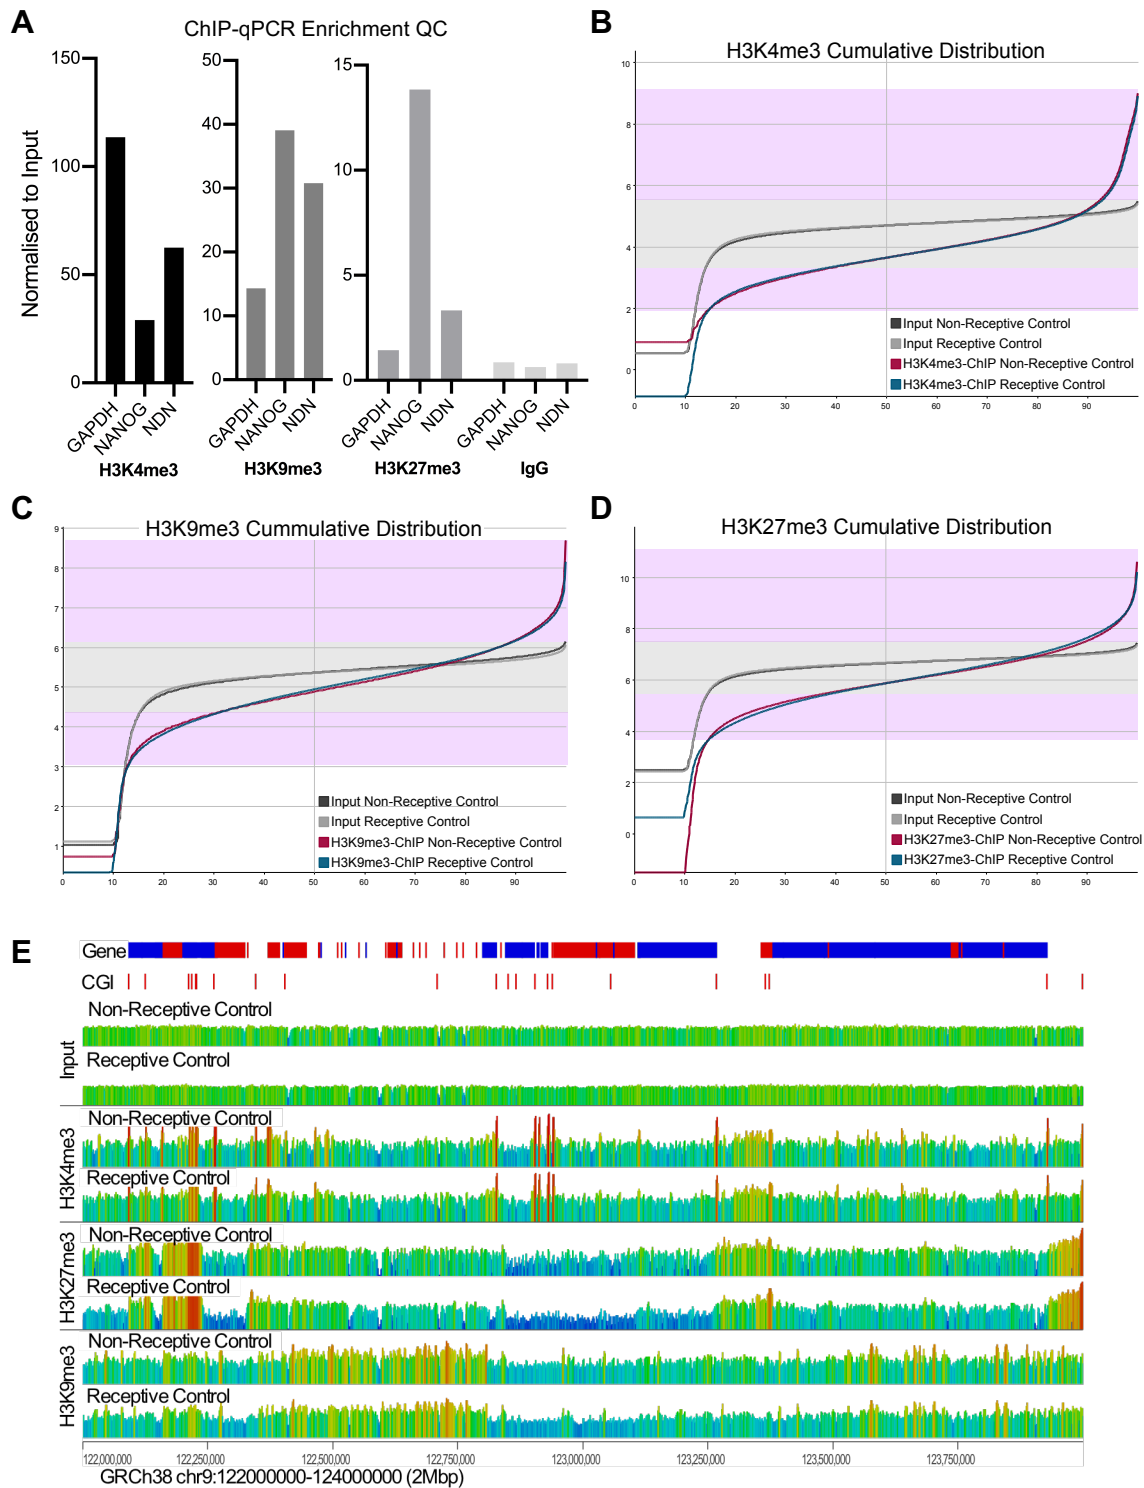 A
ChIP-qPCR Enrichment QC
Normalised to Input
150
100
50
0
GAPDH
NANOG
NDN
H3K4me3
50
40
30
20
10
0
GAPDH
NANOG
NDN
H3K9me3
15
10
5
0
GAPDH
NANOG
NDN
H3K27me3
GAPDH
NANOG
NDN
IgG
B
H3K4me3 Cumulative Distribution
10
8
6
4
2
0
Input Non-Receptive Control
Input Receptive Control
H3K4me3-ChIP Non-Receptive Control
H3K4me3-ChIP Receptive Control
0 10 20 30 40 50 60 70 80 90
C
H3K9me3 Cummulative Distribution
9
8
7
6
5
4
3
2
1
Input Non-Receptive Control
Input Receptive Control
H3K9me3-ChIP Non-Receptive Control
H3K9me3-ChIP Receptive Control
0 10 20 30 40 50 60 70 80 90
D
H3K27me3 Cumulative Distribution
10
8
6
4
2
0
Input Non-Receptive Control
Input Receptive Control
H3K27me3-ChIP Non-Receptive Control
H3K27me3-ChIP Receptive Control
0 10 20 30 40 50 60 70 80 90
E
Gene
CGI
Input
Non-Receptive Control
Receptive Control
H3K4me3
Non-Receptive Control
Receptive Control
H3K27me3
Non-Receptive Control
Receptive Control
H3K9me3
Non-Receptive Control
Receptive Control
122,000,000 122,250,000 122,500,000 122,750,000 123,000,000 123,250,000 123,500,000 123,750,000
GRCh38 chr9:122000000-124000000 (2Mbp)